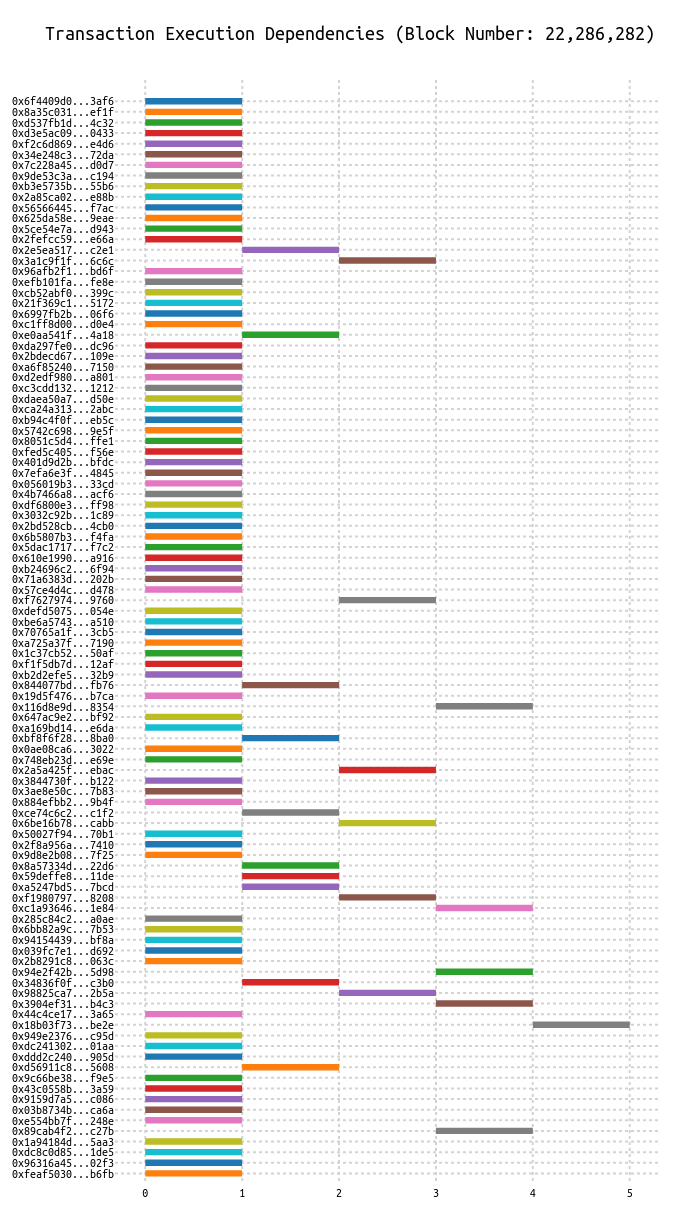 Transaction Execution Dependencies (Block Number: 22,286,282)
0x6f4409d0...3af6
0x8a35c031...ef1f
0xd537fb1d...4c32
0xd3e5ac09...0433
0xf2c6d869...e4d6
0x34e248c3...72da
0x7c228a45...d0d7
0x9de53c3a...c194
0xb3e5735b...55b6
0x2a85ca02...e88b
0x56566445...f7ac
0x625da58e...9eae
0x5ce54e7a...d943
0x2fefcc59...e66a
0x2e5ea517...c2e1
0x3a1c9f1f...6c6c
0x96afb2f1...bd6f
0xefb101fa...fe8e
0xcb52abf0...399c
0x21f369c1...5172
0x6997fb2b...06f6
0xc1ff8d00...d0e4
0xe0aa541f...4a18
0xda297fe0...dc96
0x2bdecd67...109e
0xa6f85240...7150
0xd2edf980...a801
0xc3cdd132...1212
0xdaea50a7...d50e
0xca24a313...2abc
0xb94c4f0f...eb5c
0x5742c698...9e5f
0x8051c5d4...ffe1
0xfed5c405...f56e
0x401d9d2b...bfdc
0x7efa6e3f...4845
0x056019b3...33cd
0x4b7466a8...acf6
0xdf6800e3...ff98
0x3032c92b...1c89
0x2bd528cb...4cb0
0x6b5807b3...f4fa
0x5dac1717...f7c2
0x610e1990...a916
0xb24696c2...6f94
0x71a6383d...202b
0x57ce4d4c...d478
0xf7627974...9760
0xdefd5075...054e
0xbe6a5743...a510
0x70765a1f...3cb5
0xa725a37f...7190
0x1c37cb52...50af
0xf1f5db7d...12af
0xb2d2efe5...32b9
0x844077bd...fb76
0x19d5f476...b7ca
0x116d8e9d...8354
0x647ac9e2...bf92
0xa169bd14...e6da
0xbf8f6f28...8ba0
0x0ae08ca6...3022
0x748eb23d...e69e
0x2a5a425f...ebac
0x3844730f...b122
0x3ae8e50c...7b83
0x884efbb2...9b4f
0xce74c6c2...c1f2
0x6be16b78...cabb
0x50027f94...70b1
0x2f8a956a...7410
0x9d8e2b08...7f25
0x8a57334d...22d6
0x59deffe8...11de
0xa5247bd5...7bcd
0xf1980797...8208
0xc1a93646...1e84
0x285c84c2...a0ae
0x6bb82a9c...7b53
0x94154439...bf8a
0x039fc7e1...d692
0x2b8291c8...063c
0x94e2f42b...5d98
0x34836f0f...c3b0
0x98825ca7...2b5a
0x3904ef31...b4c3
0x44c4ce17...3a65
0x18b03f73...be2e
0x949e2376...c95d
0xdc241302...01aa
0xddd2c240...905d
0xd56911c8...5608
0x9c66be38...f9e5
0x43c0558b...3a59
0x9159d7a5...c086
0x03b8734b...ca6a
0xe554bb7f...248e
0x89cab4f2...c27b
0x1a94184d...5aa3
0xdc8c0d85...1de5
0x96316a45...02f3
0xfeaf5030...b6fb
0 1 2 3 4 5